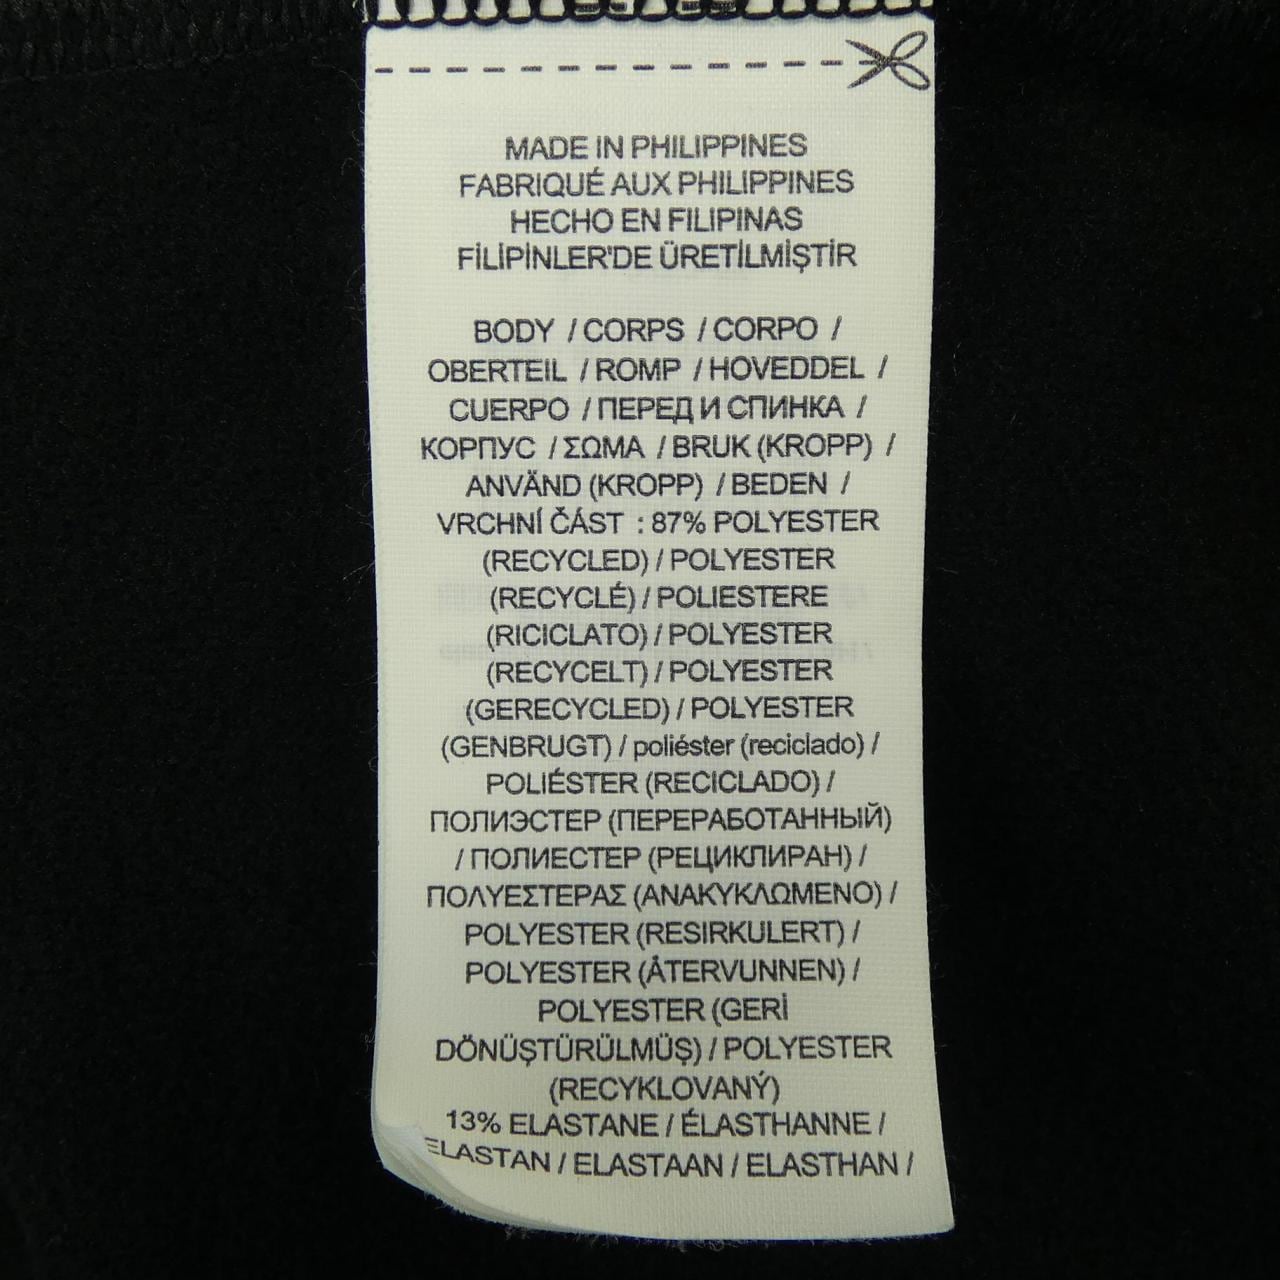 MADE IN PHILIPPINES
FABRIQUÉ AUX PHILIPPINES
HECHO EN FILIPINAS
FİLİPİNLER'DE ÜRETİLMİŞTİR
BODY / CORPS / CORPO /
OBERTEIL / ROMP / HOVEDDEL /
CUERPO / ПЕРЕД И СПИНКА /
КОРПУС / ΣΩΜΑ / BRUK (KROPP) /
ANVÄND (KROPP) / BEDEN /
VRCHNÍ ČÁST : 87% POLYESTER
(RECYCLED) / POLYESTER
(RECYCLÉ) / POLIESTERE
(RICICLATO) / POLYESTER
(RECYCELT) / POLYESTER
(GERECYCLED) / POLYESTER
(GENBRUGT) / poliéster (reciclado) /
POLIÉSTER (RECICLADO) /
ПОЛИЭСТЕР (ПЕРЕРАБОТАННЫЙ)
/ ПОЛИЕСТЕР (РЕЦИКЛИРАН) /
ΠΟΛΥΕΣΤΕΡΑΣ (ΑΝΑΚΥΚΛΩΜΕΝΟ) /
POLYESTER (RESIRKULERT) /
POLYESTER (ÅTERVUNNEN) /
POLYESTER (GERİ
DÖNÜŞTÜRÜLMÜŞ) / POLYESTER
(RECYKLOVANÝ)
13% ELASTANE / ÉLASTHANNE /
ELASTAN / ELASTAAN / ELASTHAN /